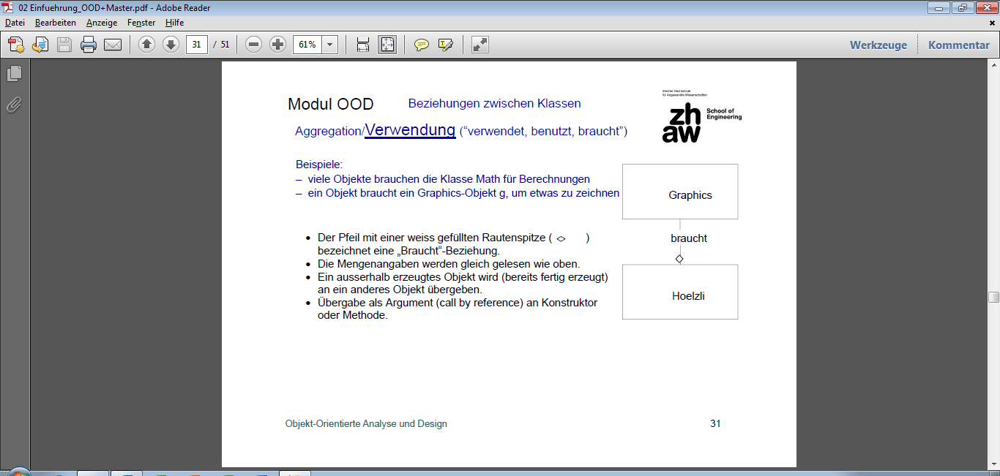 02 Einfuehrung_OOD+Master.pdf - Adobe Reader
Datei Bearbeiten Anzeige Fenster Hilfe
31 / 51 61% Werkzeuge Kommentar
Zürcher Hochschule
für Angewandte Wissenschaften
Modul OOD Beziehungen zwischen Klassen
zh aw School of Engineering
Aggregation/Verwendung (“verwendet, benutzt, braucht”)
Beispiele:
– viele Objekte brauchen die Klasse Math für Berechnungen
– ein Objekt braucht ein Graphics-Objekt g, um etwas zu zeichnen
Graphics
braucht
Hoelzli
• Der Pfeil mit einer weiss gefüllten Rautenspitze ( )
bezeichnet eine „Braucht“-Beziehung.
• Die Mengenangaben werden gleich gelesen wie oben.
• Ein ausserhalb erzeugtes Objekt wird (bereits fertig erzeugt)
an ein anderes Objekt übergeben.
• Übergabe als Argument (call by reference) an Konstruktor
oder Methode.
Objekt-Orientierte Analyse und Design 31